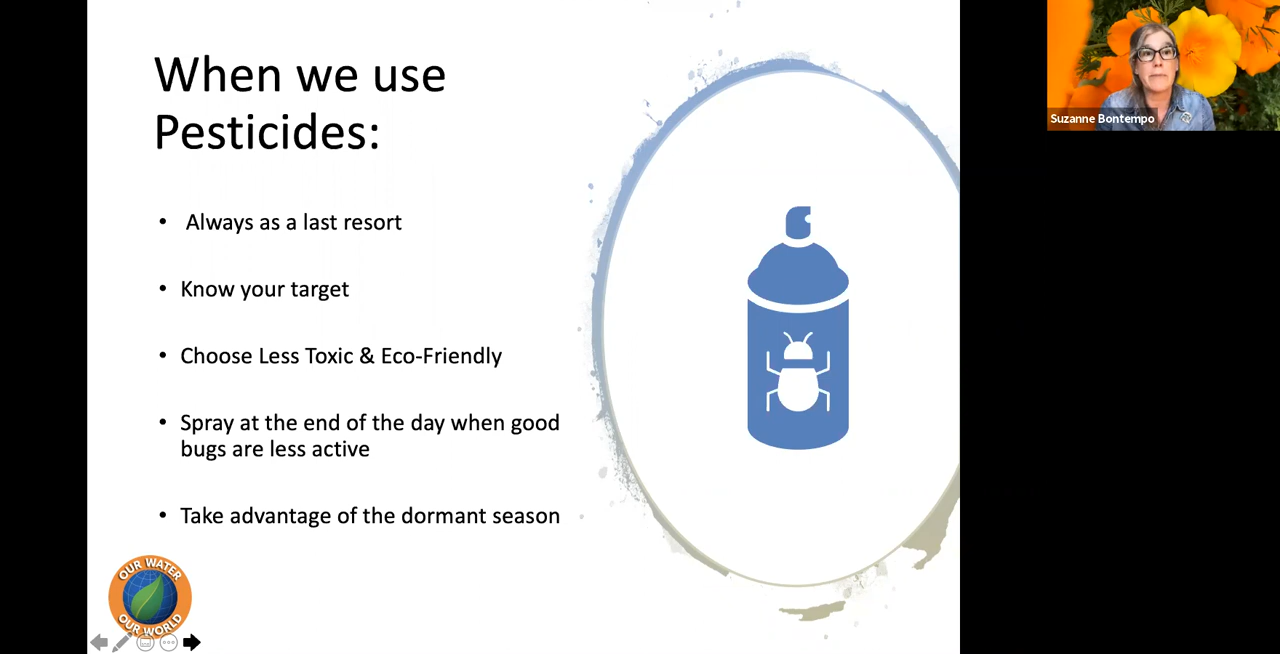 When we use
Pesticides:
• Always as a last resort
• Know your target
• Choose Less Toxic & Eco-Friendly
• Spray at the end of the day when good
bugs are less active
• Take advantage of the dormant season
OUR WATER
OUR WORLD
Suzanne Bontempo